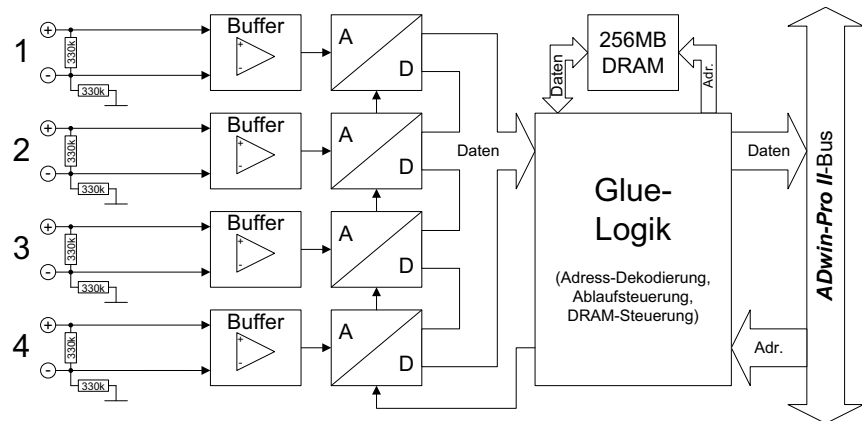 1
+
-
330k
330k
Buffer
+
-
A
D
2
+
-
330k
330k
Buffer
+
-
A
D
3
+
-
330k
330k
Buffer
+
-
A
D
4
+
-
330k
330k
Buffer
+
-
A
D
Daten
Daten
256MB
DRAM
Adr.
Glue-
Logik
(Adress-Dekodierung,
Ablaufsteuerung,
DRAM-Steuerung)
Daten
Adr.
ADwin-Pro II-Bus